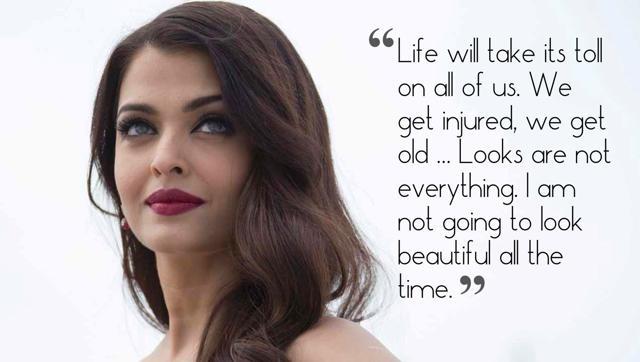 “Life will take its toll
on all of us. We
get injured, we get
old ... Looks are not
everything. I am
not going to look
beautiful all the
time.”